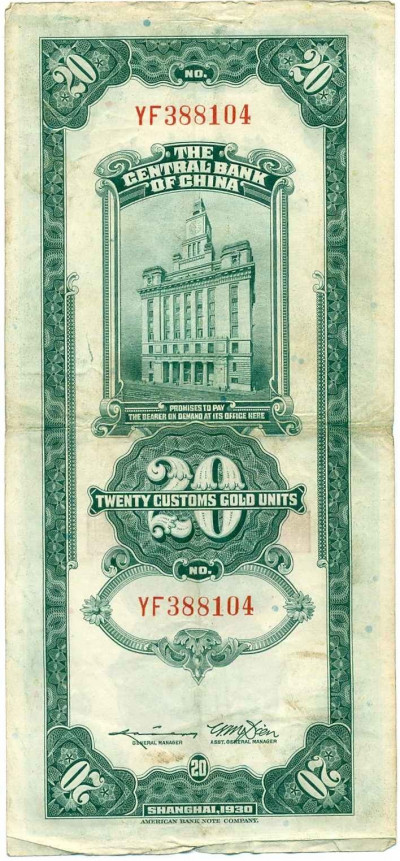 20 20
NO.
YF388104
THE
CENTRAL BANK
OF CHINA
PROMISES TO PAY
THE BEARER ON DEMAND AT ITS OFFICE HERE
20
TWENTY CUSTOMS GOLD UNITS
NO.
YF388104
GENERAL MANAGER ASST. GENERAL MANAGER
20 20 20
SHANGHAI, 1930
AMERICAN BANK NOTE COMPANY.